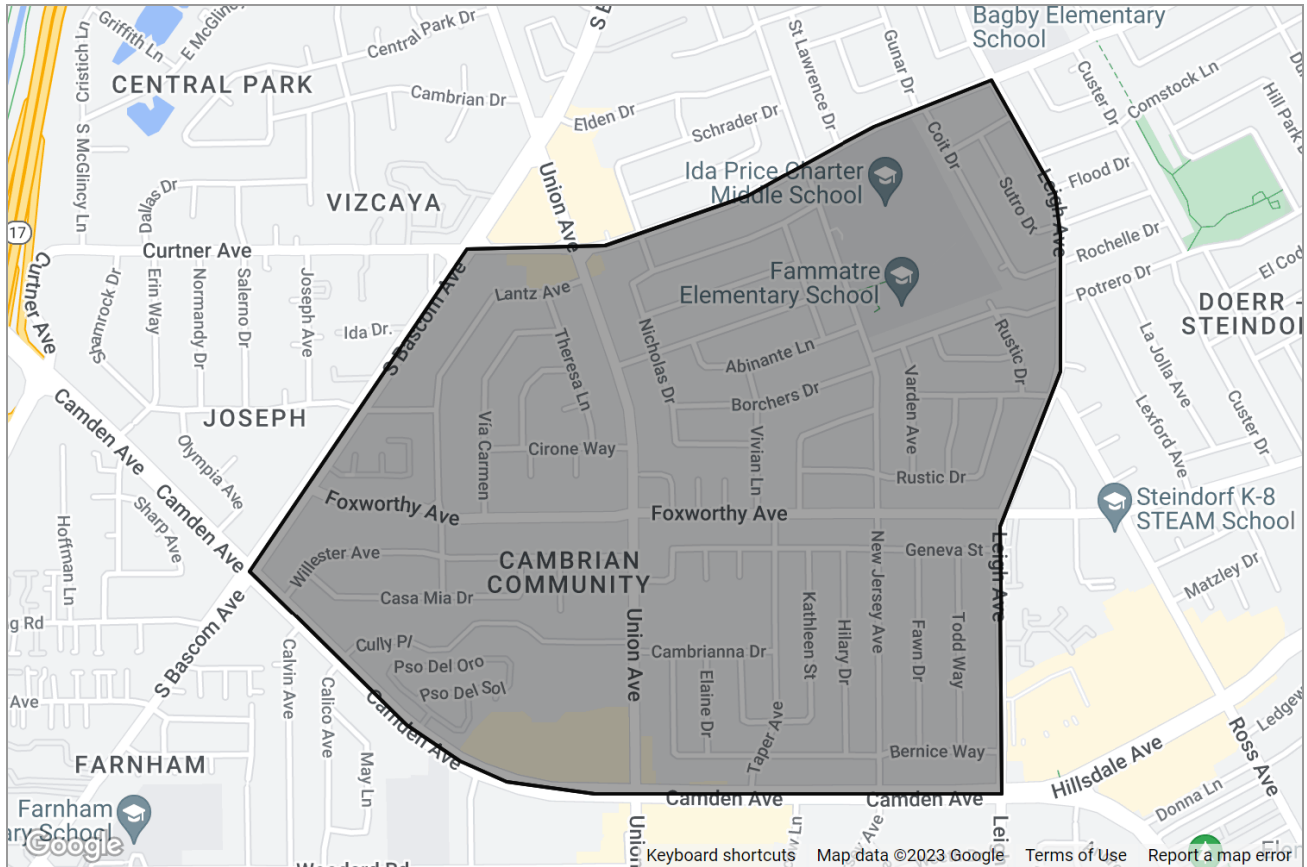 Griffith Ln
E McGlincy
Cristich Ln
Central Park Dr
CENTRAL PARK
S McGlincy Ln
Cambrian Dr
Elden Dr
Schrader Dr
St Lawrence Dr
Gunar Dr
Bagby Elementary
School
Custer Dr
Comstock Ln
Hill Park
Coit Dr
Ida Price Charter
Middle School
Leigh Ave
Flood Dr
Sutro Dr
Union Ave
VIZCAYA
Dallas Dr
17
Curtner Ave
Curtner Ave
Rochelle Dr
Potrero Dr
El Cod
Fammatre
Elementary School
DOERR -
STEINDO
Shamrock Dr
Erin Way
Normandy Dr
Salerno Dr
Joseph Ave
Ida Dr.
S Bascom Ave
Lantz Ave
Theresa Ln
Nicholas Dr
Abinante Ln
Borchers Dr
Varden Ave
Rustic Dr
La Jolla Ave
Lexford Ave
Custer Dr
Camden Ave
JOSEPH
Olympia Ave
Vía Carmen
Cirone Way
Vivian Ln
Rustic Dr
Steindorf K-8
STEAM School
Camden Ave
Sharp Ave
Hoffman Ln
Foxworthy Ave
Foxworthy Ave
Willester Ave
CAMBRIAN
COMMUNITY
Geneva St
New Jersey Ave
Leigh Ave
Matzley Dr
Casa Mia Dr
ng Rd
S Bascom Ave
Cully Pl
Pso Del Oro
Pso Del Sol
Union Ave
Cambrianna Dr
Kathleen St
Hilary Dr
Fawn Dr
Todd Way
Calvin Ave
Calico Ave
Ave
Elaine Dr
Taper Ave
Bernice Way
Camden Ave
May Ln
FARNHAM
Farnham
ry School
Camden Ave
Camden Ave
Hillsdale Ave
Ross Ave
Ledgew
Donna Ln
Union
Google
Keyboard shortcuts
Map data ©2023 Google
Terms of Use
Report a map error